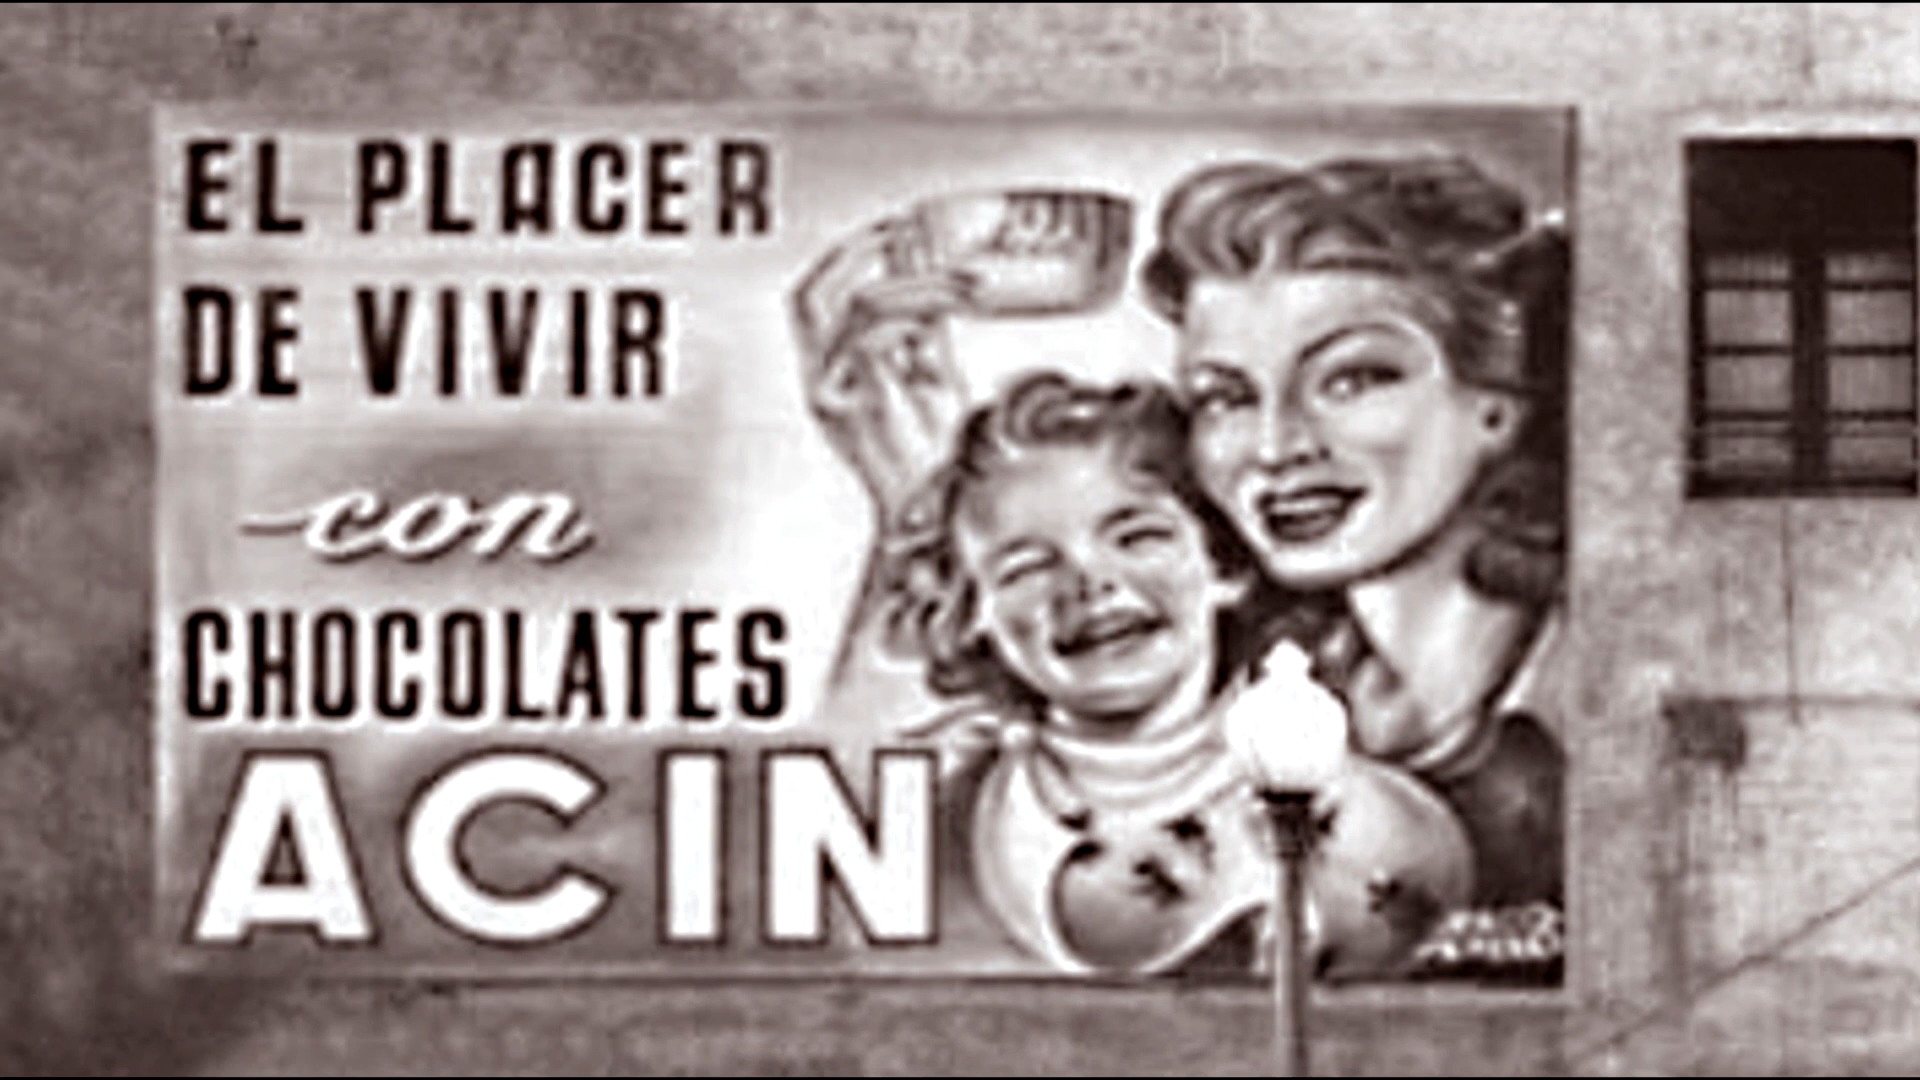 EL PLACER
DE VIVIR
con
CHOCOLATES
ACIN